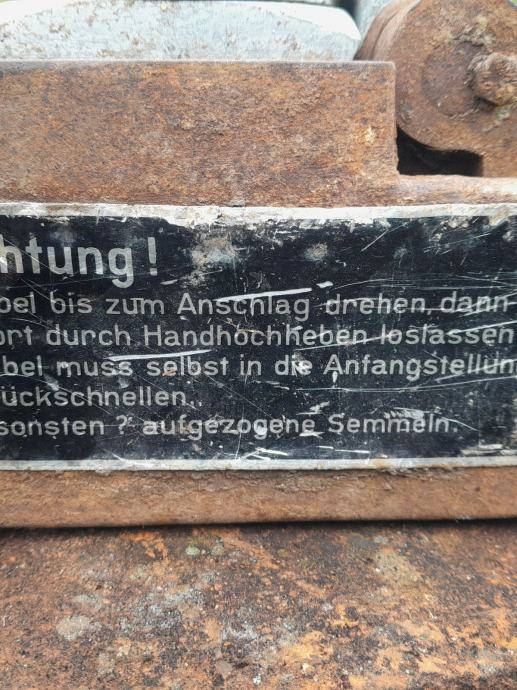 htung!
bel bis zum Anschlag drehen, dann
ort durch Handhochheben loslassen
bel muss selbst in die Anfangstellun
ückschnellen.
sonsten ? aufgezogene Semmeln.